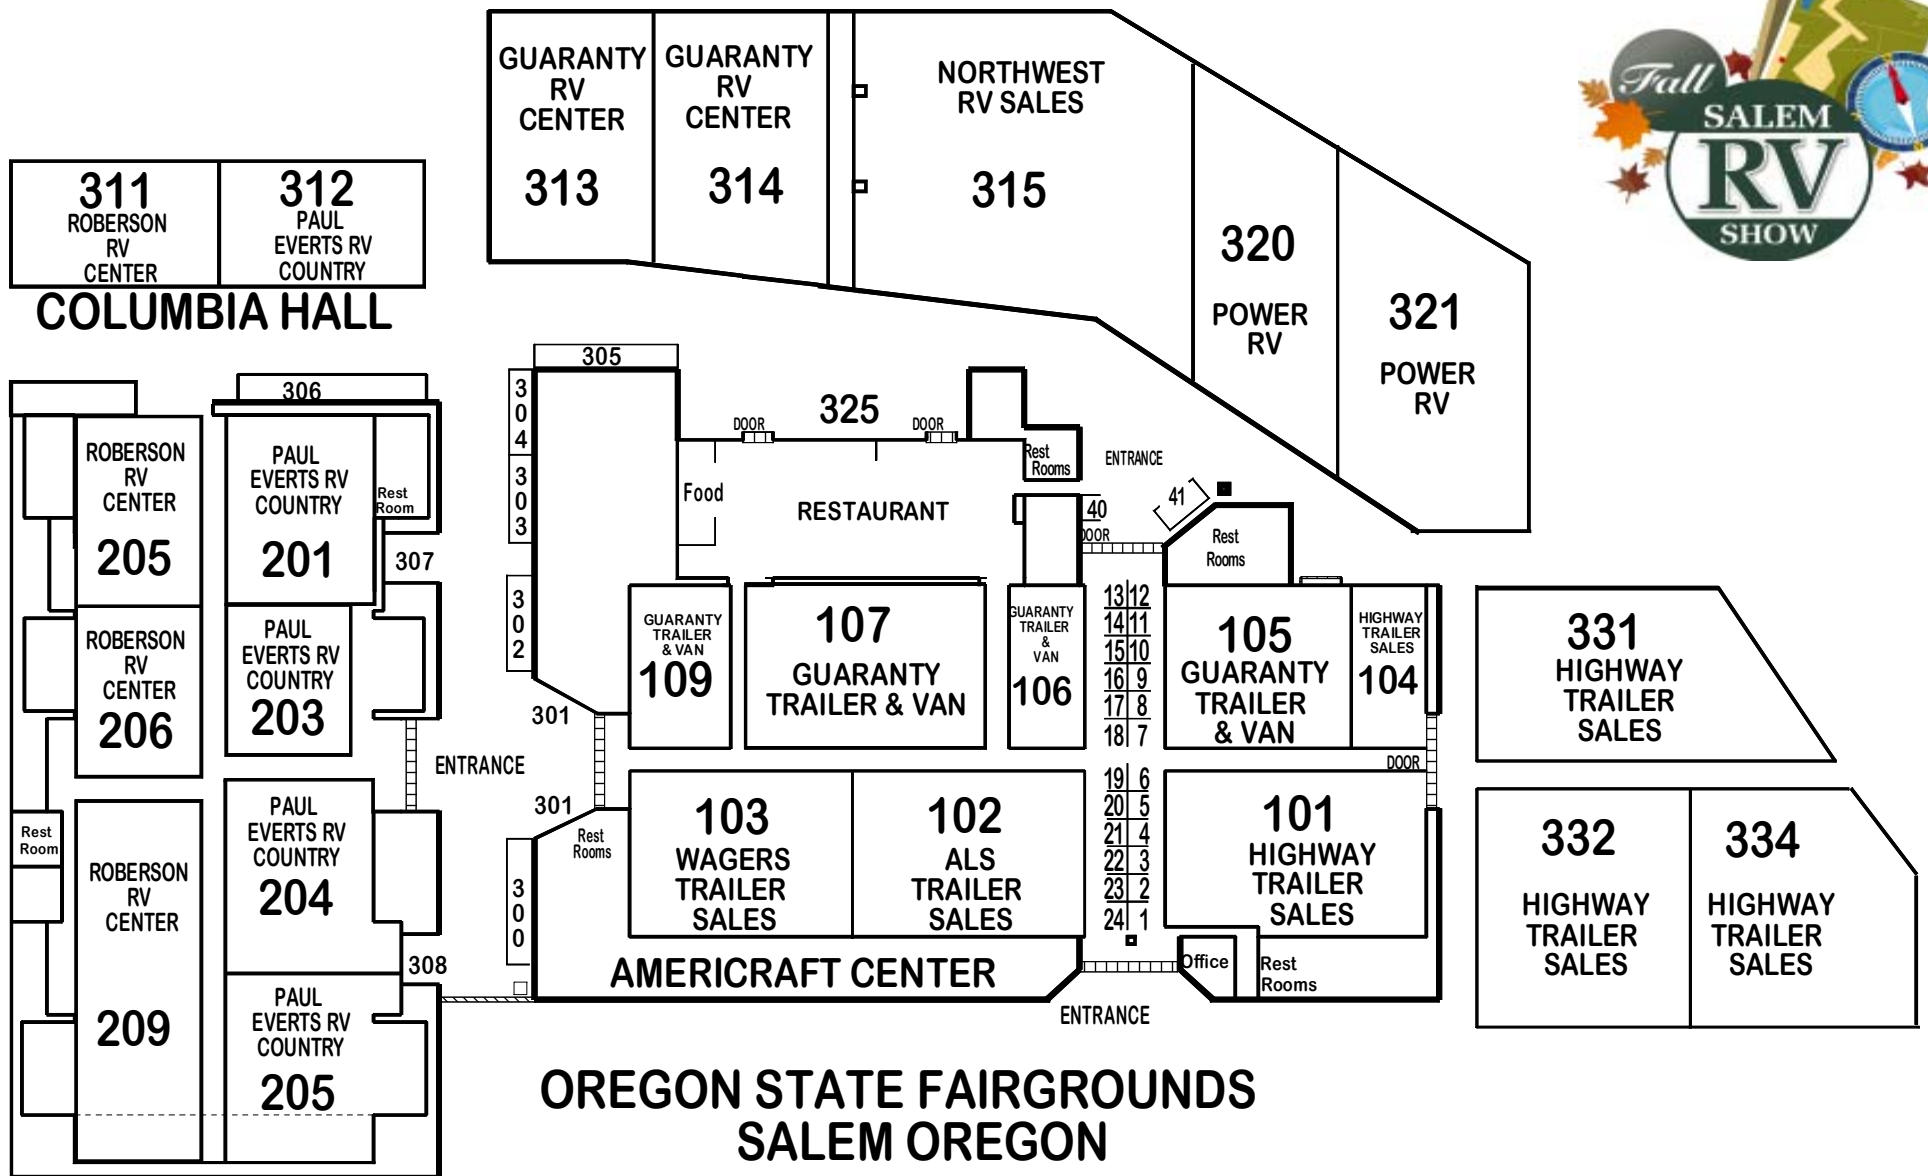 Fall
SALEM
RV
SHOW
GUARANTY
RV
CENTER
313
GUARANTY
RV
CENTER
314
NORTHWEST
RV SALES
315
320
POWER
RV
321
POWER
RV
311
ROBERSON
RV
CENTER
312
PAUL
EVERTS RV
COUNTRY
COLUMBIA HALL
305
306
304
303
302
325
DOOR
DOOR
Rest
Rooms
ENTRANCE
41
40
DOOR
Rest
Rooms
Food
RESTAURANT
ROBERSON
RV
CENTER
205
PAUL
EVERTS RV
COUNTRY
201
Rest
Room
307
ROBERSON
RV
CENTER
206
PAUL
EVERTS RV
COUNTRY
203
GUARANTY
TRAILER
& VAN
109
107
GUARANTY
TRAILER & VAN
GUARANTY
TRAILER
&
VAN
106
13 12
14 11
15 10
16 9
17 8
18 7
105
GUARANTY
TRAILER
& VAN
HIGHWAY
TRAILER
SALES
104
331
HIGHWAY
TRAILER
SALES
301
ENTRANCE
301
Rest
Rooms
DOOR
Rest
Room
ROBERSON
RV
CENTER
209
PAUL
EVERTS RV
COUNTRY
204
308
PAUL
EVERTS RV
COUNTRY
205
300
103
WAGERS
TRAILER
SALES
102
ALS
TRAILER
SALES
19 6
20 5
21 4
22 3
23 2
24 1
101
HIGHWAY
TRAILER
SALES
332
HIGHWAY
TRAILER
SALES
334
HIGHWAY
TRAILER
SALES
AMERICRAFT CENTER
Office
Rest
Rooms
ENTRANCE
OREGON STATE FAIRGROUNDS
SALEM OREGON